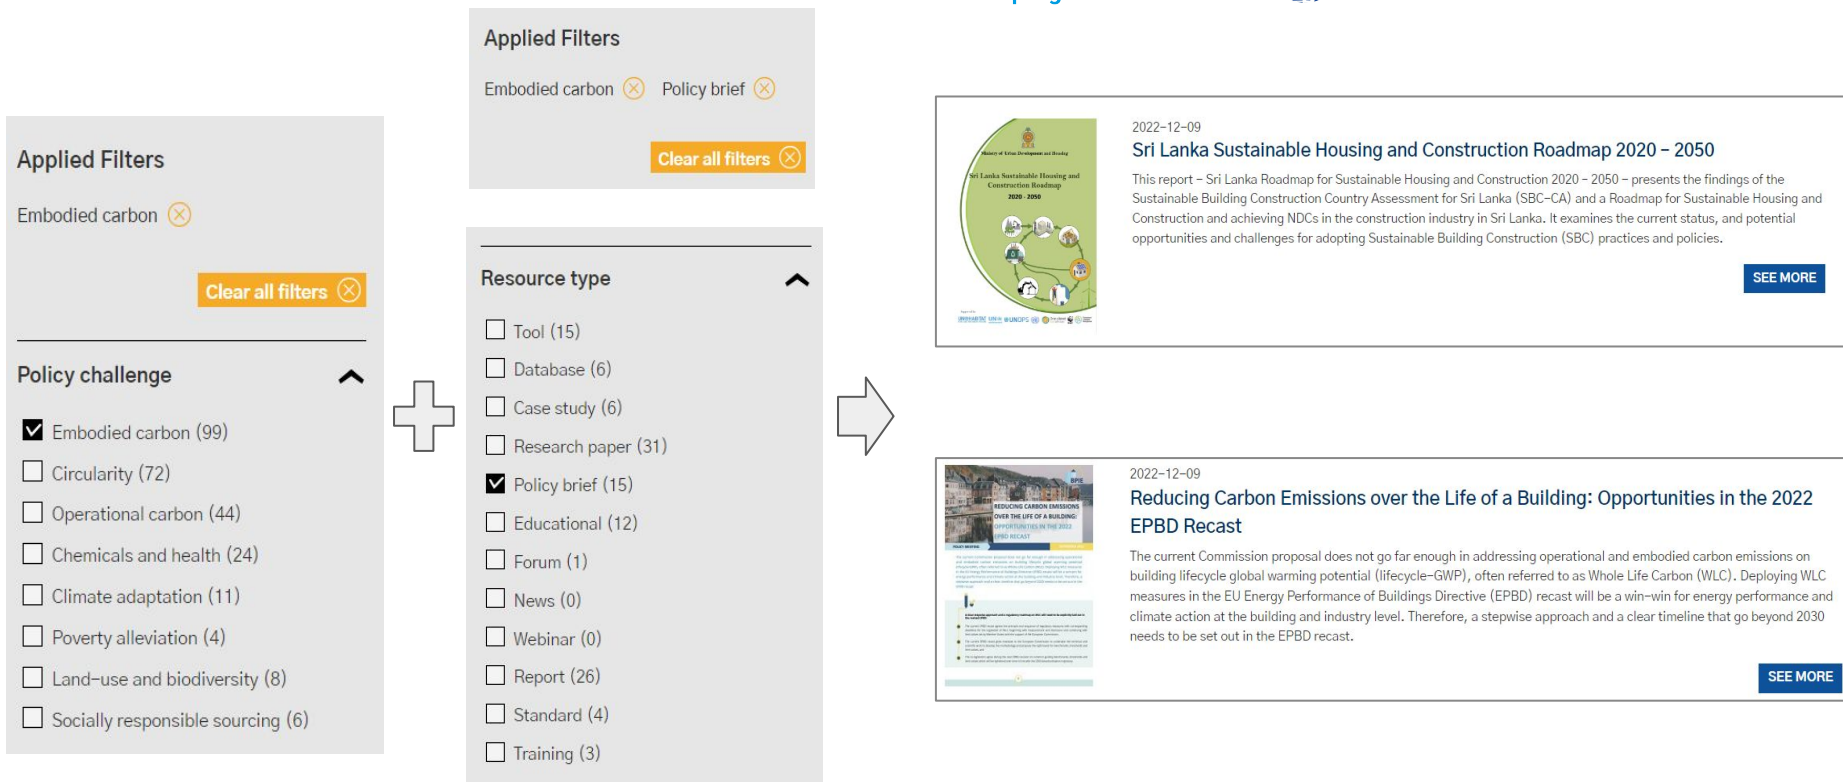 Applied Filters
Embodied carbon
Clear all filters
Policy challenge
Embodied carbon (99)
Circularity (72)
Operational carbon (44)
Chemicals and health (24)
Climate adaptation (11)
Poverty alleviation (4)
Land-use and biodiversity (8)
Socially responsible sourcing (6)
Applied Filters
Embodied carbon Policy brief
Clear all filters
Resource type
Tool (15)
Database (6)
Case study (6)
Research paper (31)
Policy brief (15)
Educational (12)
Forum (1)
News (0)
Webinar (0)
Report (26)
Standard (4)
Training (3)
Ministry of Urban Development and Housing
Sri Lanka Sustainable Housing and
Construction Roadmap
2020 - 2050
UNOPS
2022-12-09
Sri Lanka Sustainable Housing and Construction Roadmap 2020 – 2050
This report – Sri Lanka Roadmap for Sustainable Housing and Construction 2020 – 2050 – presents the findings of the
Sustainable Building Construction Country Assessment for Sri Lanka (SBC-CA) and a Roadmap for Sustainable Housing and
Construction and achieving NDCs in the construction industry in Sri Lanka. It examines the current status, and potential
opportunities and challenges for adopting Sustainable Building Construction (SBC) practices and policies.
SEE MORE
BPIE
REDUCING CARBON EMISSIONS
OVER THE LIFE OF A BUILDING:
OPPORTUNITIES IN THE 2022
EPBD RECAST
POLICY BRIEFING
2022-12-09
Reducing Carbon Emissions over the Life of a Building: Opportunities in the 2022
EPBD Recast
The current Commission proposal does not go far enough in addressing operational and embodied carbon emissions on
building lifecycle global warming potential (lifecycle-GWP), often referred to as Whole Life Carbon (WLC). Deploying WLC
measures in the EU Energy Performance of Buildings Directive (EPBD) recast will be a win-win for energy performance and
climate action at the building and industry level. Therefore, a stepwise approach and a clear timeline that go beyond 2030
needs to be set out in the EPBD recast.
SEE MORE